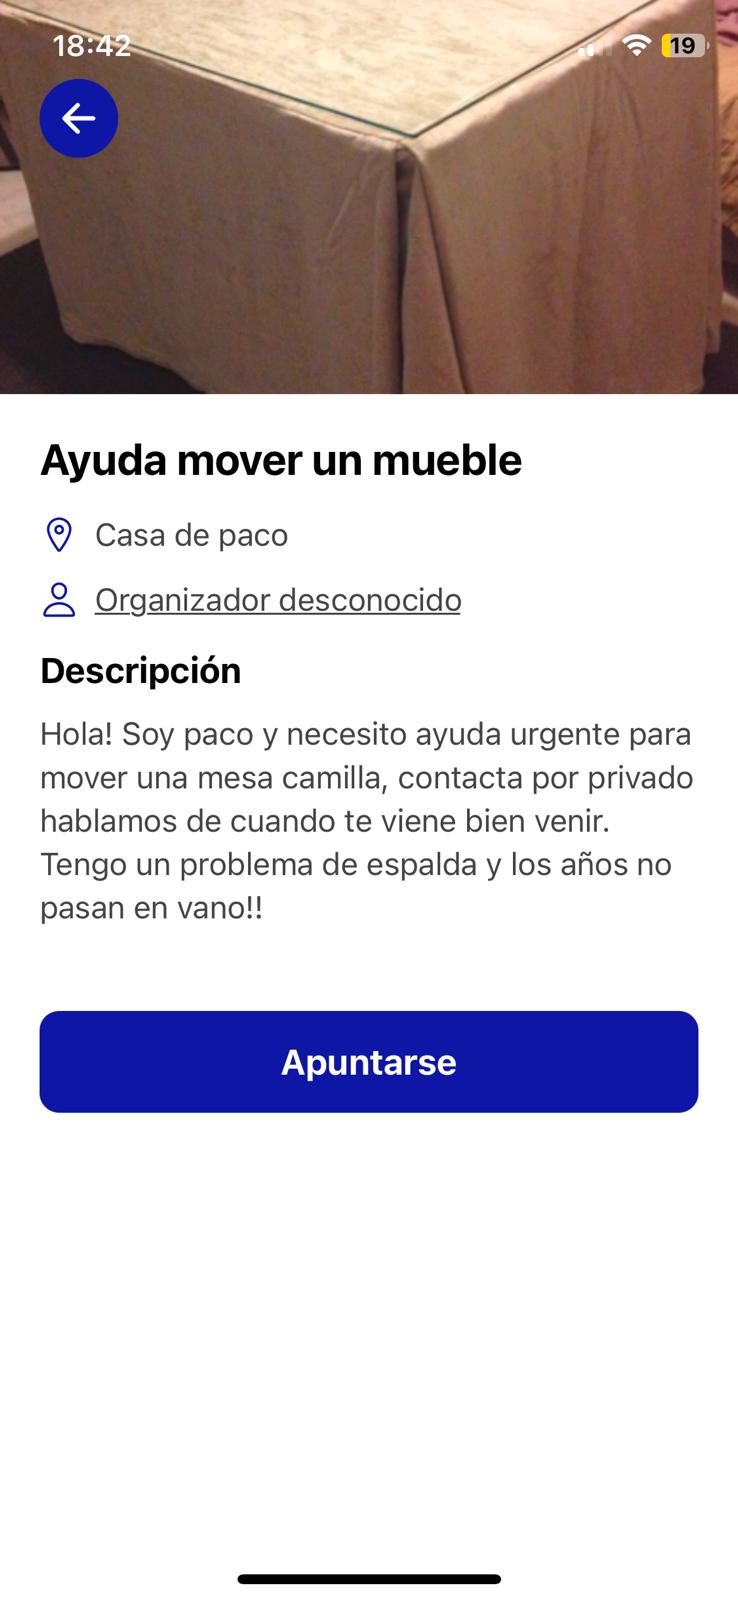 18:42
19
Ayuda mover un mueble
Casa de paco
Organizador desconocido
Descripción
Hola! Soy paco y necesito ayuda urgente para
mover una mesa camilla, contacta por privado
hablamos de cuando te viene bien venir.
Tengo un problema de espalda y los años no
pasan en vano!!
Apuntarse